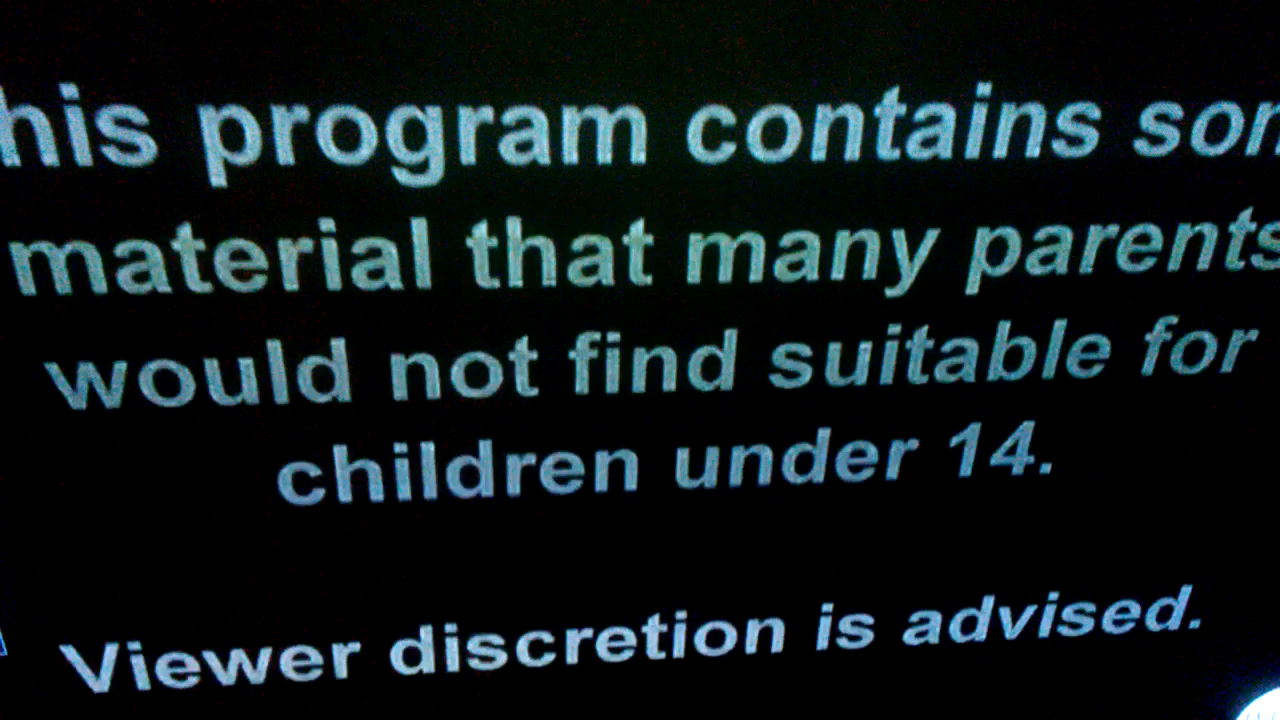 his program contains som
material that many parents
would not find suitable for
children under 14.
Viewer discretion is advised.